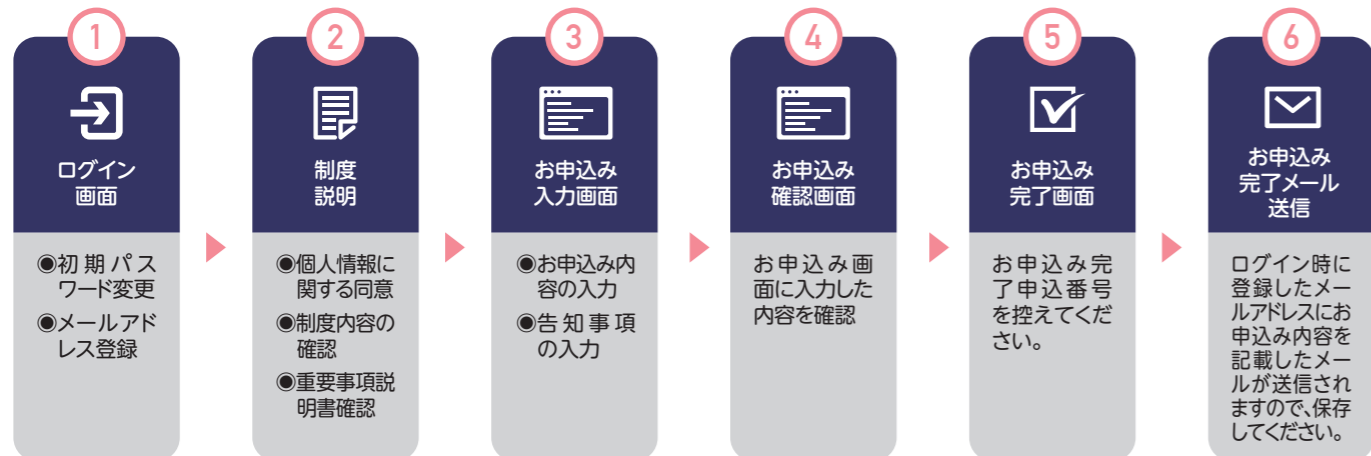 1
ログイン
画面
◉初期パス
ワード変更
◉メールアド
レス登録
2
制度
説明
◉個人情報に
関する同意
◉制度内容の
確認
◉重要事項説
明書確認
3
お申込み
入力画面
◉お申込み内
容の入力
◉告知事項
の入力
4
お申込み
確認画面
お申込み画
面に入力した
内容を確認
5
お申込み
完了画面
お申込み完
了申込番号
を控えてくだ
さい。
6
お申込み
完了メール
送信
ログイン時に
登録したメー
ルアドレスにお
申込み内容を
記載したメー
ルが送信され
ますので、保存
してください。